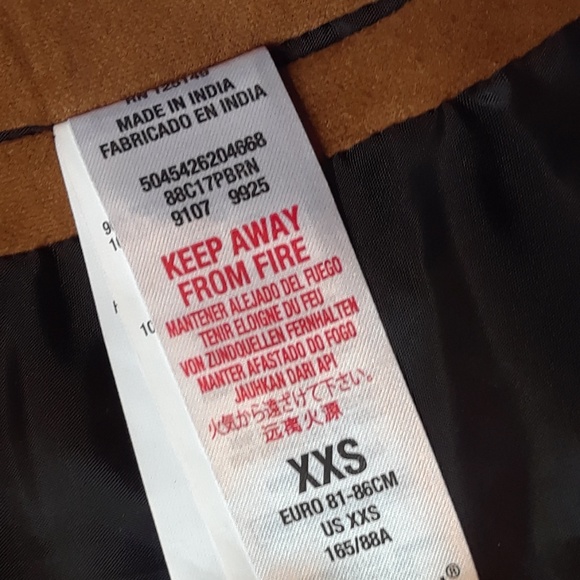 RN 126149
MADE IN INDIA
FABRICADO EN INDIA
5045426204668
88C17PBRN
9107 9925
KEEP AWAY
FROM FIRE
MANTENER ALEJADO DEL FUEGO
TENIR ELOIGNE DU FEU
VON ZUNDQUELLEN FERNHALTEN
MANTER AFASTADO DO FOGO
JAUHKAN DARI API
火気から遠ざけて下さい。
远离火源
XXS
EURO 81-86CM
US XXS
165/88A
®